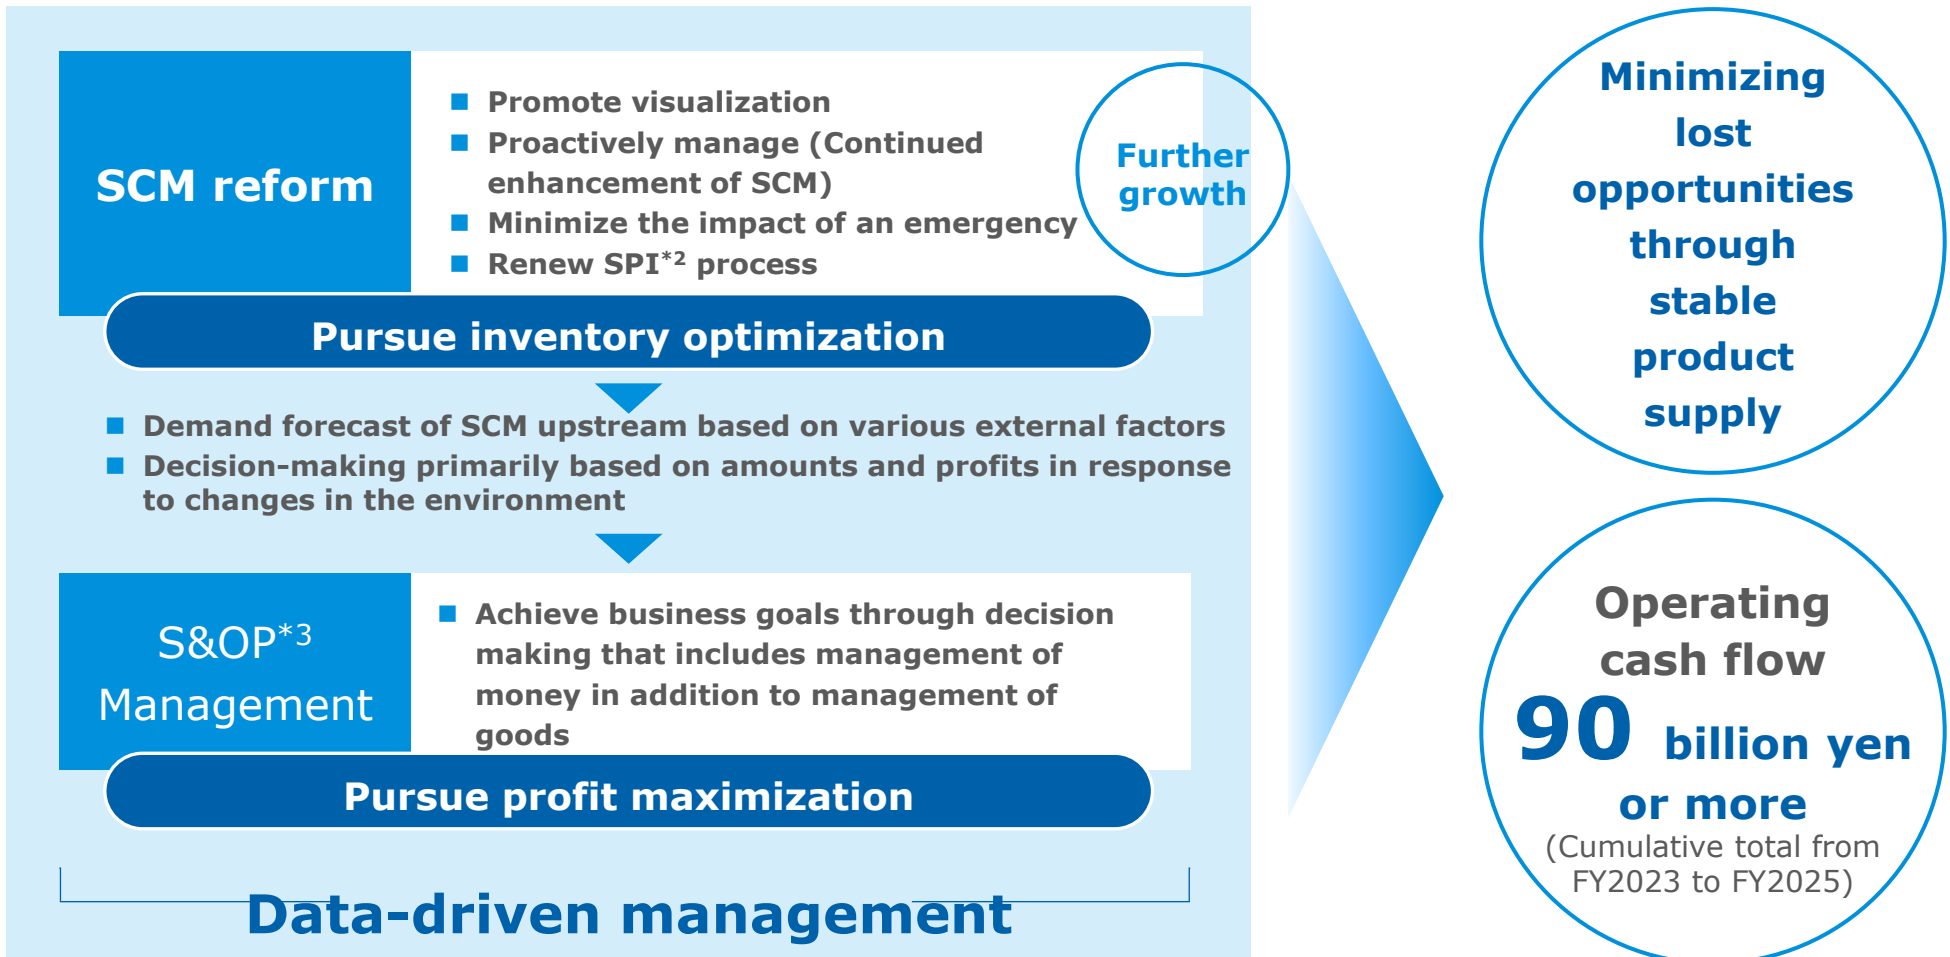 SCM reform
■ Promote visualization
■ Proactively manage (Continued
enhancement of SCM)
■ Minimize the impact of an emergency
■ Renew SPI*2 process
Further
growth
Pursue inventory optimization
■ Demand forecast of SCM upstream based on various external factors
■ Decision-making primarily based on amounts and profits in response
to changes in the environment
S&OP*3
Management
■ Achieve business goals through decision
making that includes management of
money in addition to management of
goods
Pursue profit maximization
Data-driven management
Minimizing
lost
opportunities
through
stable
product
supply
Operating
cash flow
90 billion yen
or more
(Cumulative total from
FY2023 to FY2025)